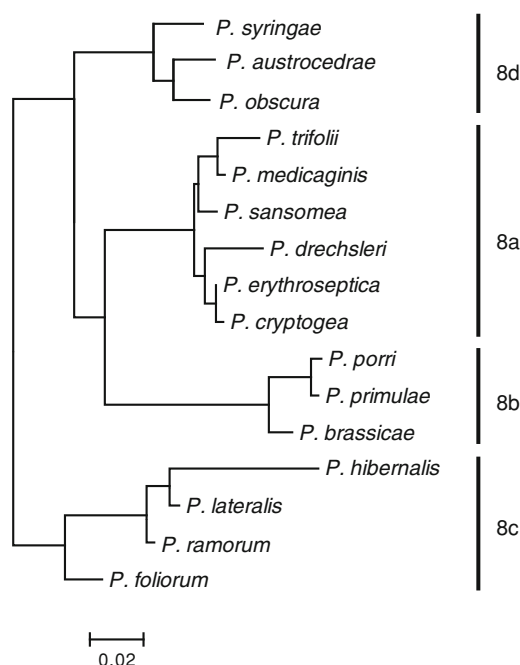 P. syringae
P. austrocedrae
P. obscura
8d
P. trifolii
P. medicaginis
P. sansomea
P. drechsleri
P. erythroseptica
P. cryptogea
8a
P. porri
P. primulae
P. brassicae
8b
P. hibernalis
P. lateralis
P. ramorum
P. foliorum
8c
0.02